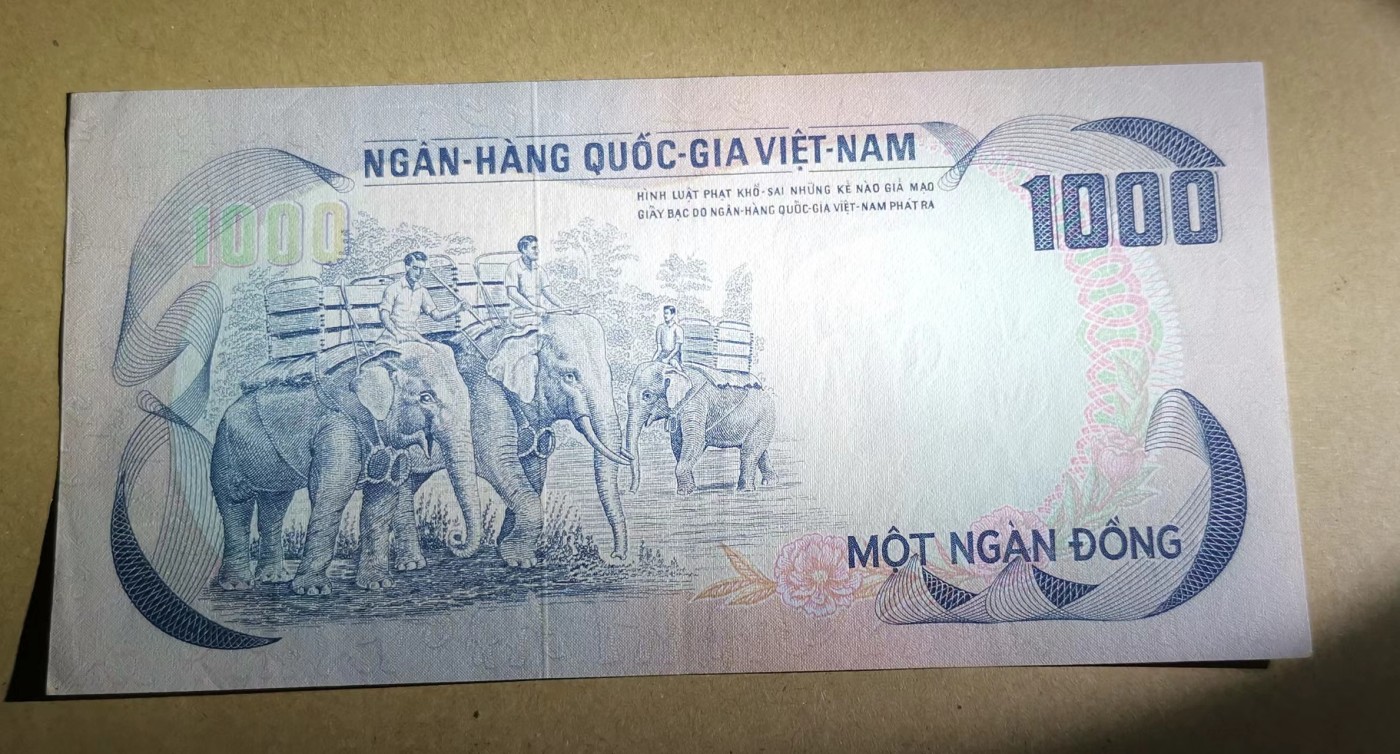 NGÂN-HÀNG QUỐC-GIA VIỆT-NAM
HÌNH LUẬT PHẠT KHỔ-SAI NHỮNG KẺ NÀO GIẢ MẠO
GIẤY BẠC DO NGÂN-HÀNG QUỐC-GIA VIỆT-NAM PHÁT RA
1000
1000
MỘT NGÀN ĐỒNG